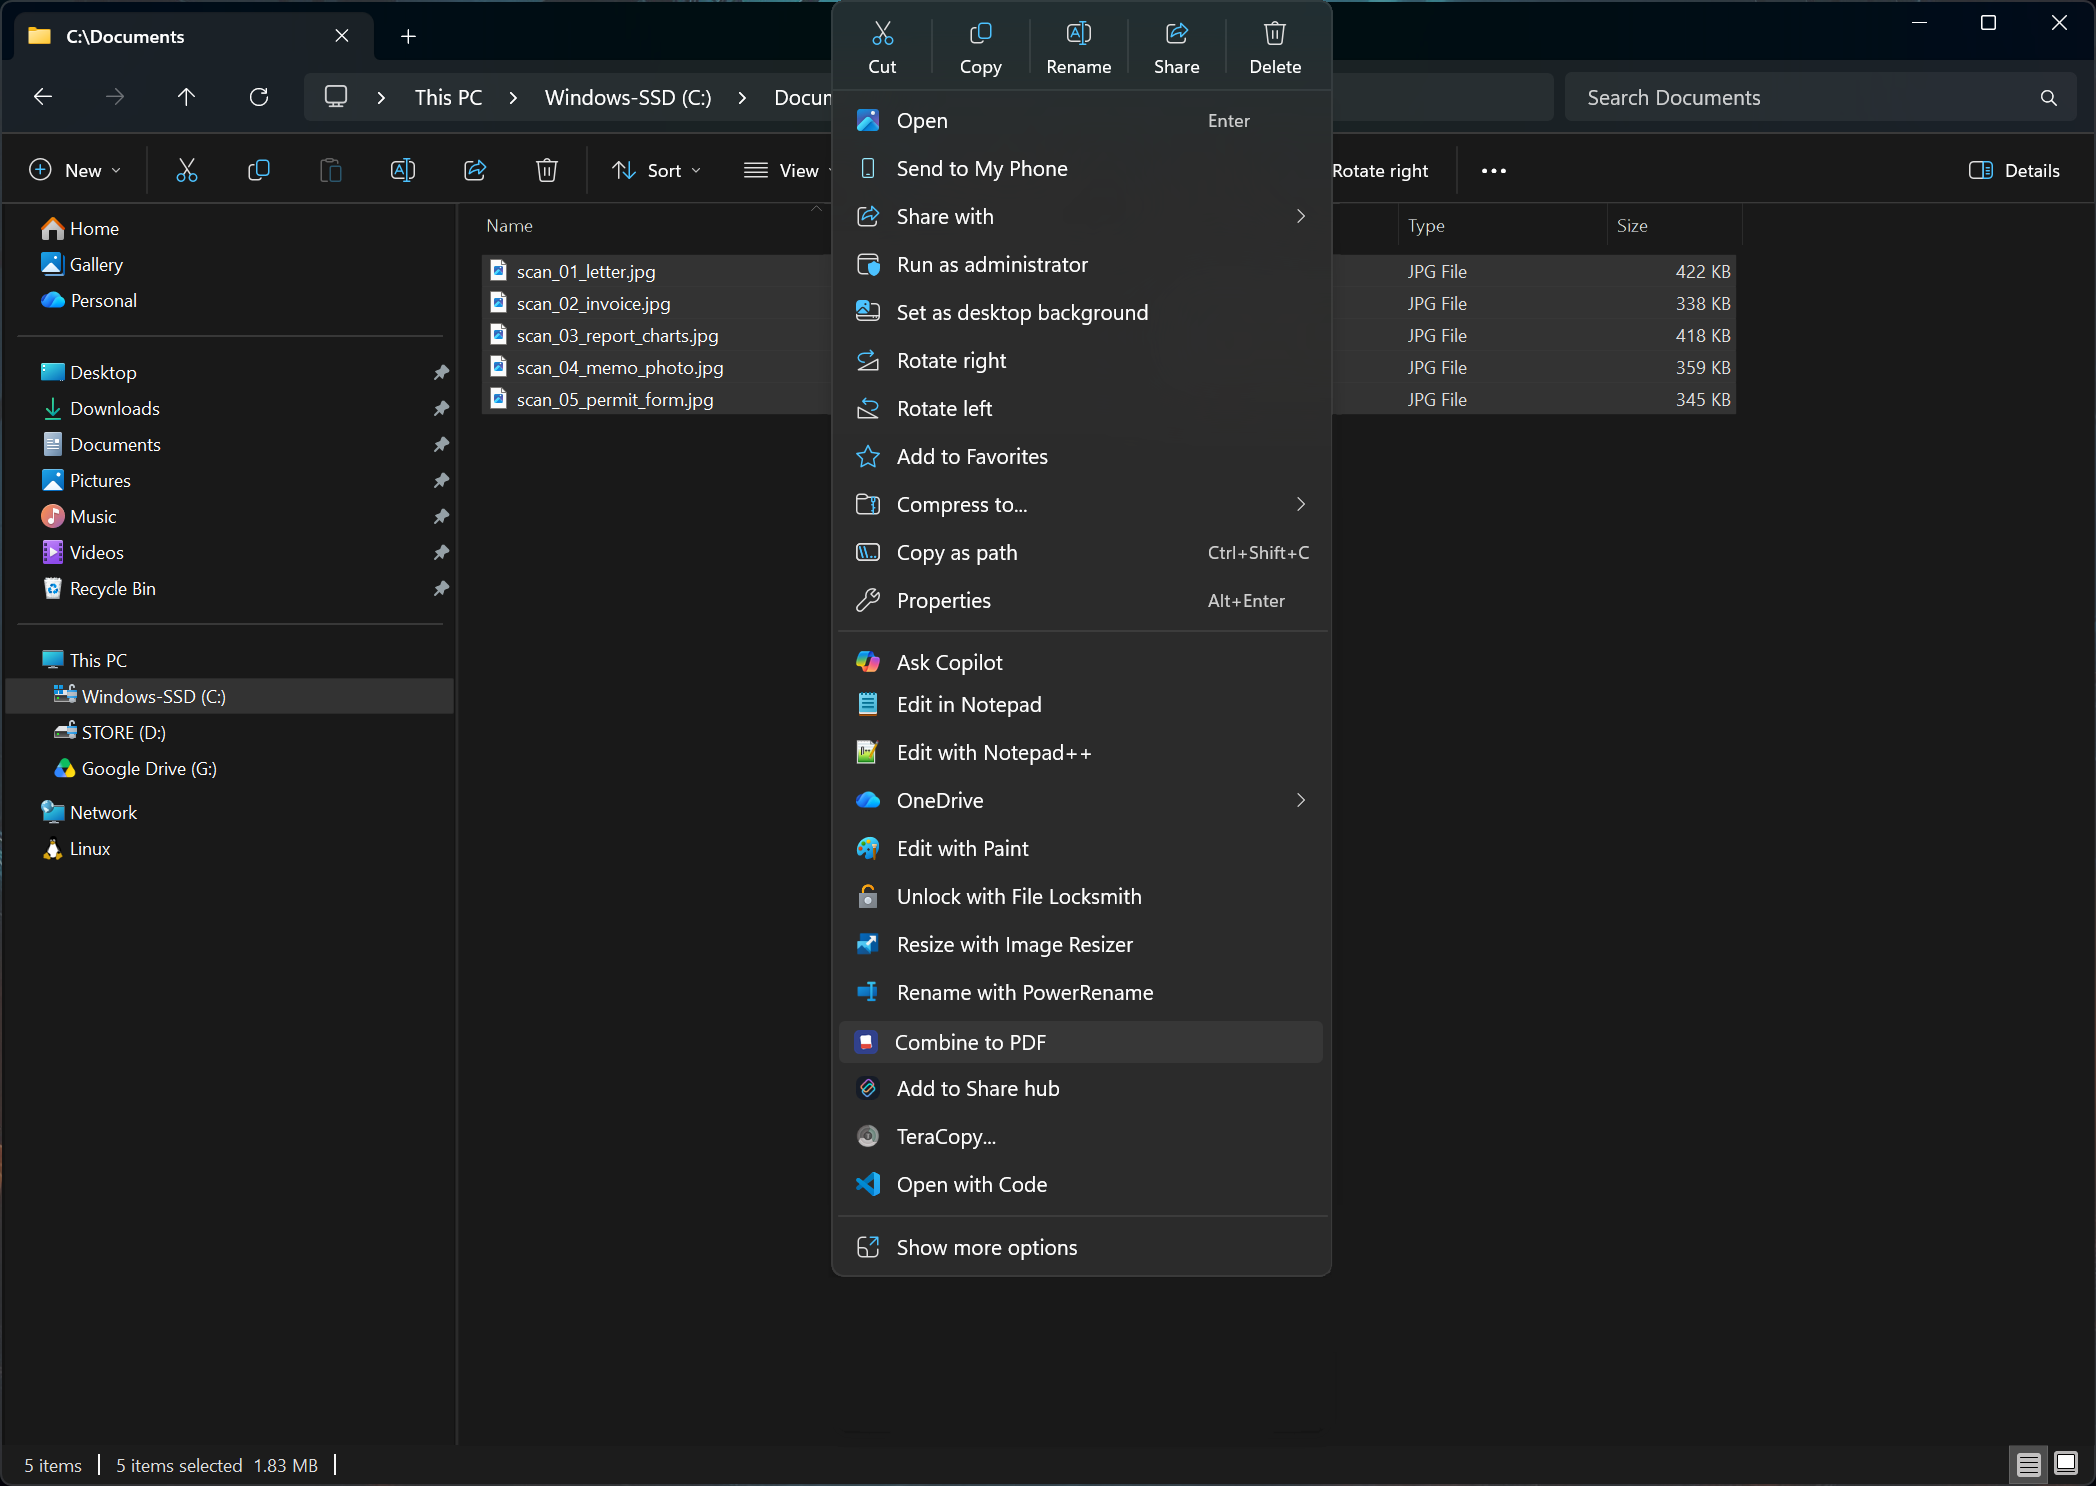 C:\Documents
This PC
Windows-SSD (C:)
Search Documents
New
Sort
View
Rotate right
Details
Home
Gallery
Personal
Desktop
Downloads
Documents
Pictures
Music
Videos
Recycle Bin
This PC
Windows-SSD (C:)
STORE (D:)
Google Drive (G:)
Network
Linux
Name
Type
Size
scan_01_letter.jpg JPG File 422 KB
scan_02_invoice.jpg JPG File 338 KB
scan_03_report_charts.jpg JPG File 418 KB
scan_04_memo_photo.jpg JPG File 359 KB
scan_05_permit_form.jpg JPG File 345 KB
Cut
Copy
Rename
Share
Delete
Open Enter
Send to My Phone
Share with
Run as administrator
Set as desktop background
Rotate right
Rotate left
Add to Favorites
Compress to...
Copy as path Ctrl+Shift+C
Properties Alt+Enter
Ask Copilot
Edit in Notepad
Edit with Notepad++
OneDrive
Edit with Paint
Unlock with File Locksmith
Resize with Image Resizer
Rename with PowerRename
Combine to PDF
Add to Share hub
TeraCopy...
Open with Code
Show more options
5 items
5 items selected 1.83 MB